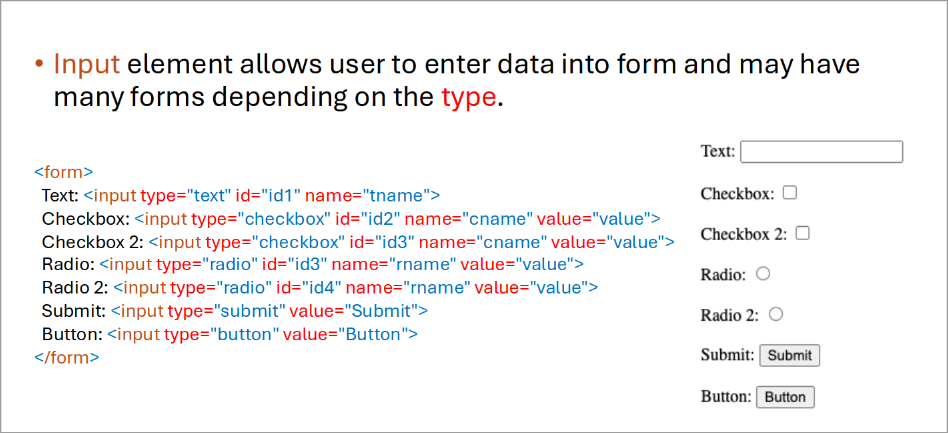 • Input element allows user to enter data into form and may have
many forms depending on the type.
<form>
Text: <input type="text" id="id1" name="tname">
Checkbox: <input type="checkbox" id="id2" name="cname" value="value">
Checkbox 2: <input type="checkbox" id="id3" name="cname" value="value">
Radio: <input type="radio" id="id3" name="rname" value="value">
Radio 2: <input type="radio" id="id4" name="rname" value="value">
Submit: <input type="submit" value="Submit">
Button: <input type="button" value="Button">
</form>
Text:
Checkbox:
Checkbox 2:
Radio:
Radio 2:
Submit: Submit
Button: Button